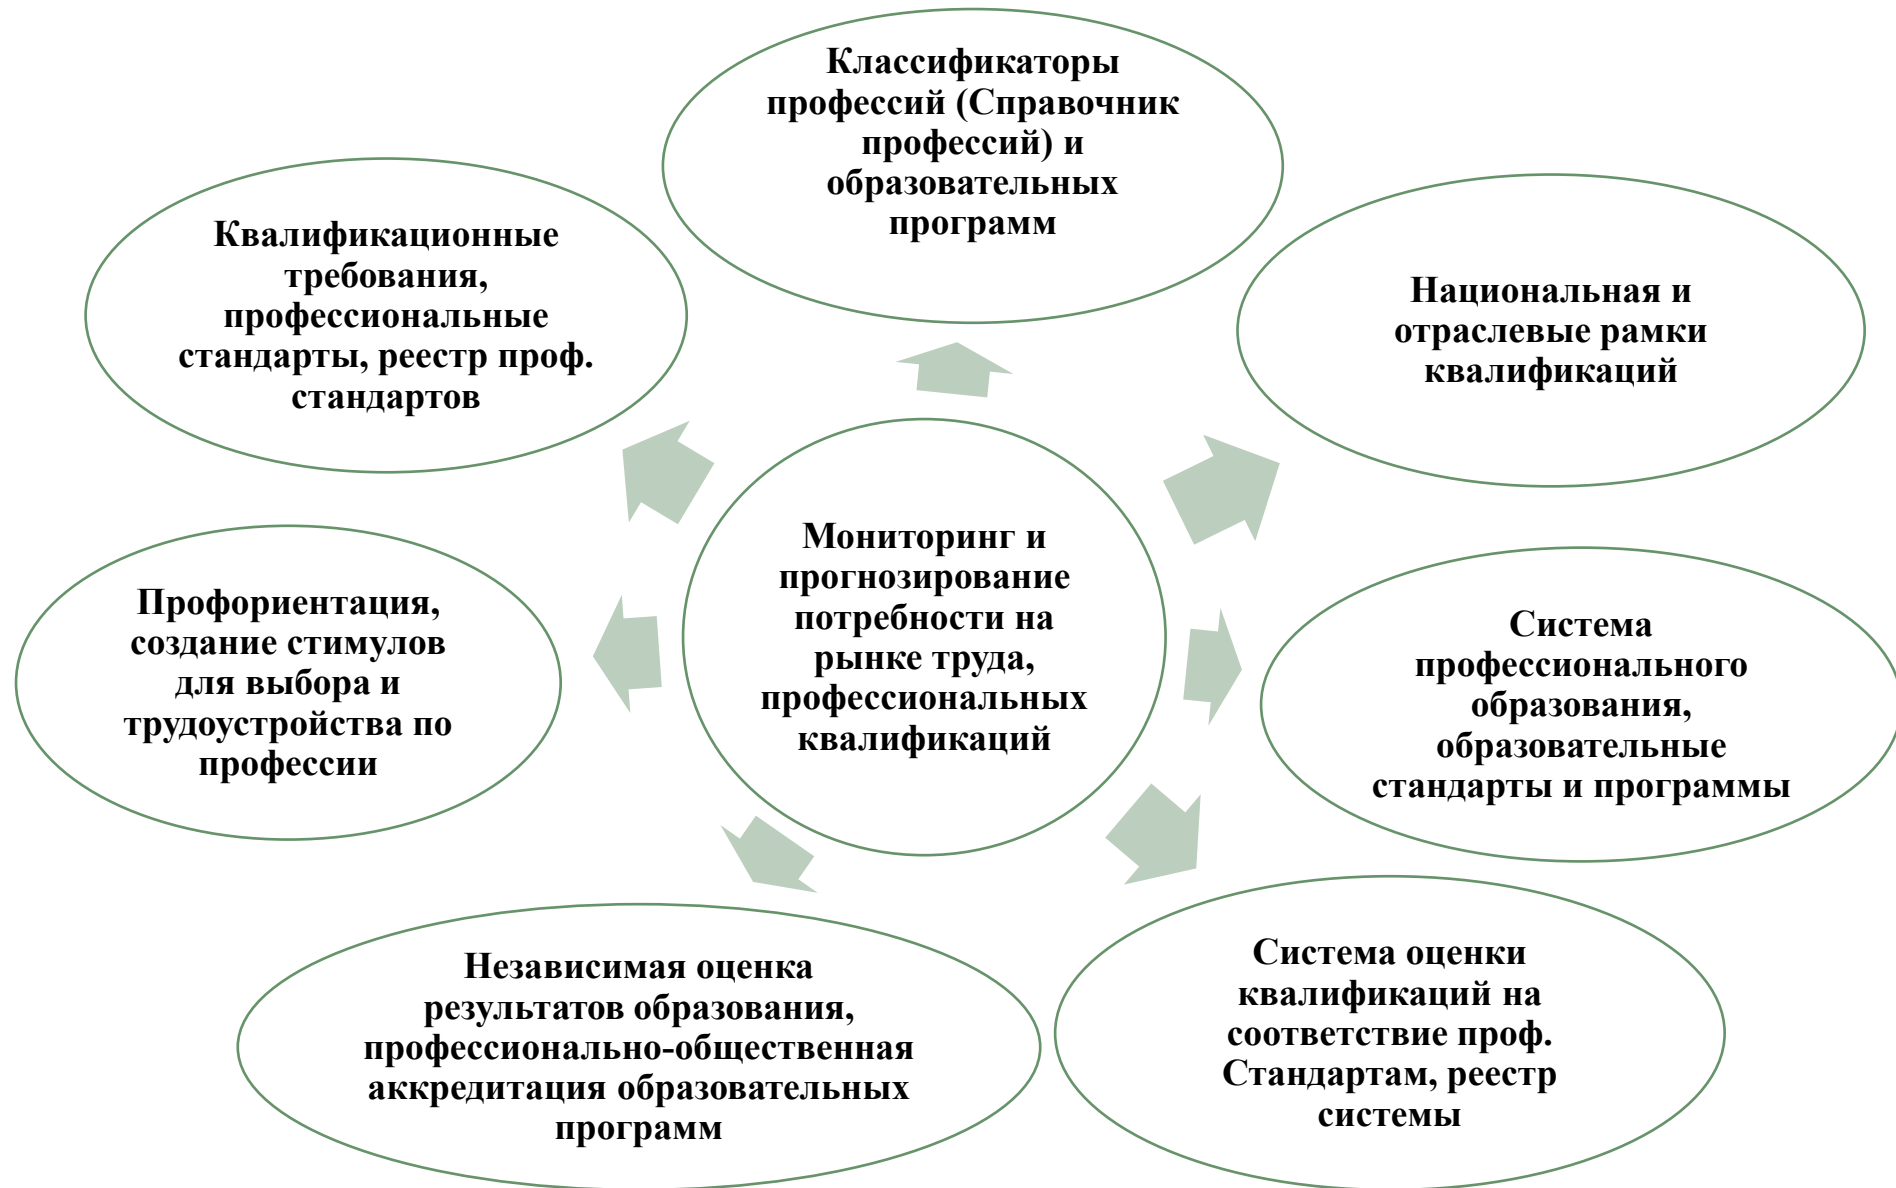 Классификаторы
профессий (Справочник
профессий) и
образовательных
программ
Квалификационные
требования,
профессиональные
стандарты, реестр проф.
стандартов
Национальная и
отраслевые рамки
квалификаций
Мониторинг и
прогнозирование
потребности на
рынке труда,
профессиональных
квалификаций
Профориентация,
создание стимулов
для выбора и
трудоустройства по
профессии
Система
профессионального
образования,
образовательные
стандарты и программы
Независимая оценка
результатов образования,
профессионально-общественная
аккредитация образовательных
программ
Система оценки
квалификаций на
соответствие проф.
Стандартам, реестр
системы